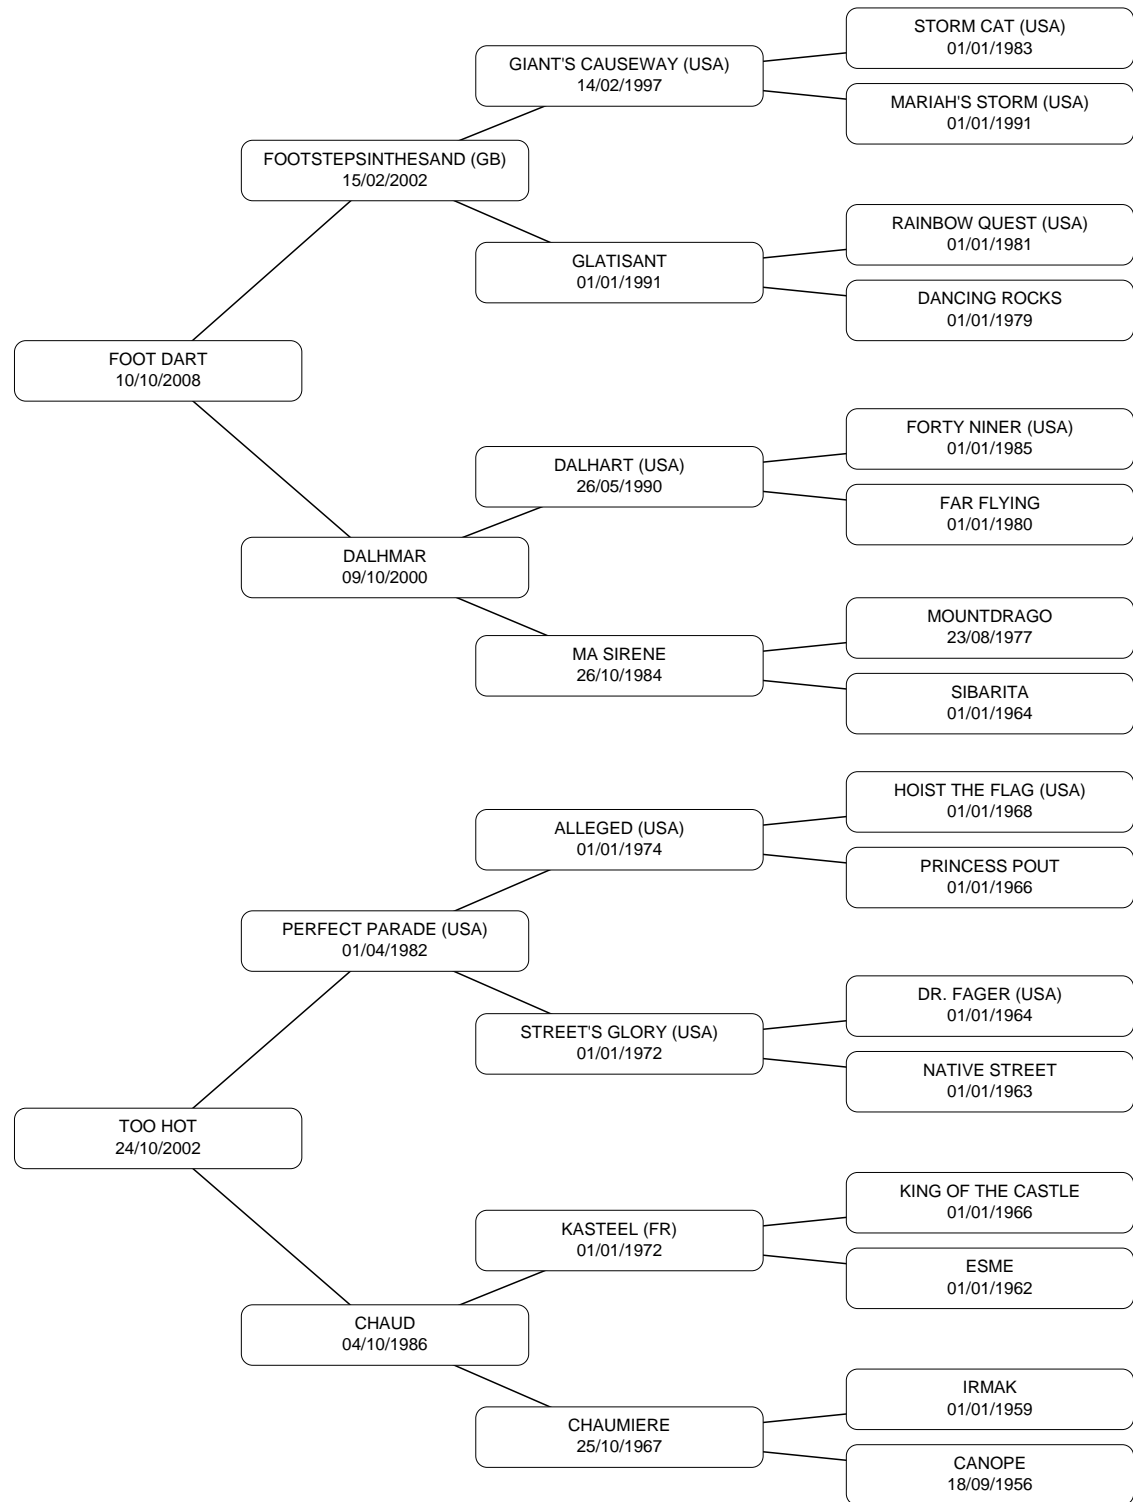 STORM CAT (USA)
01/01/1983
GIANT'S CAUSEWAY (USA)
14/02/1997
MARIAH'S STORM (USA)
01/01/1991
FOOTSTEPSINTHESAND (GB)
15/02/2002
RAINBOW QUEST (USA)
01/01/1981
GLATISANT
01/01/1991
DANCING ROCKS
01/01/1979
FOOT DART
10/10/2008
FORTY NINER (USA)
01/01/1985
DALHART (USA)
26/05/1990
FAR FLYING
01/01/1980
DALHMAR
09/10/2000
MOUNTDRAGO
23/08/1977
MA SIRENE
26/10/1984
SIBARITA
01/01/1964
HOIST THE FLAG (USA)
01/01/1968
ALLEGED (USA)
01/01/1974
PRINCESS POUT
01/01/1966
PERFECT PARADE (USA)
01/04/1982
DR. FAGER (USA)
01/01/1964
STREET'S GLORY (USA)
01/01/1972
NATIVE STREET
01/01/1963
TOO HOT
24/10/2002
KING OF THE CASTLE
01/01/1966
KASTEEL (FR)
01/01/1972
ESME
01/01/1962
CHAUD
04/10/1986
IRMAK
01/01/1959
CHAUMIERE
25/10/1967
CANOPE
18/09/1956